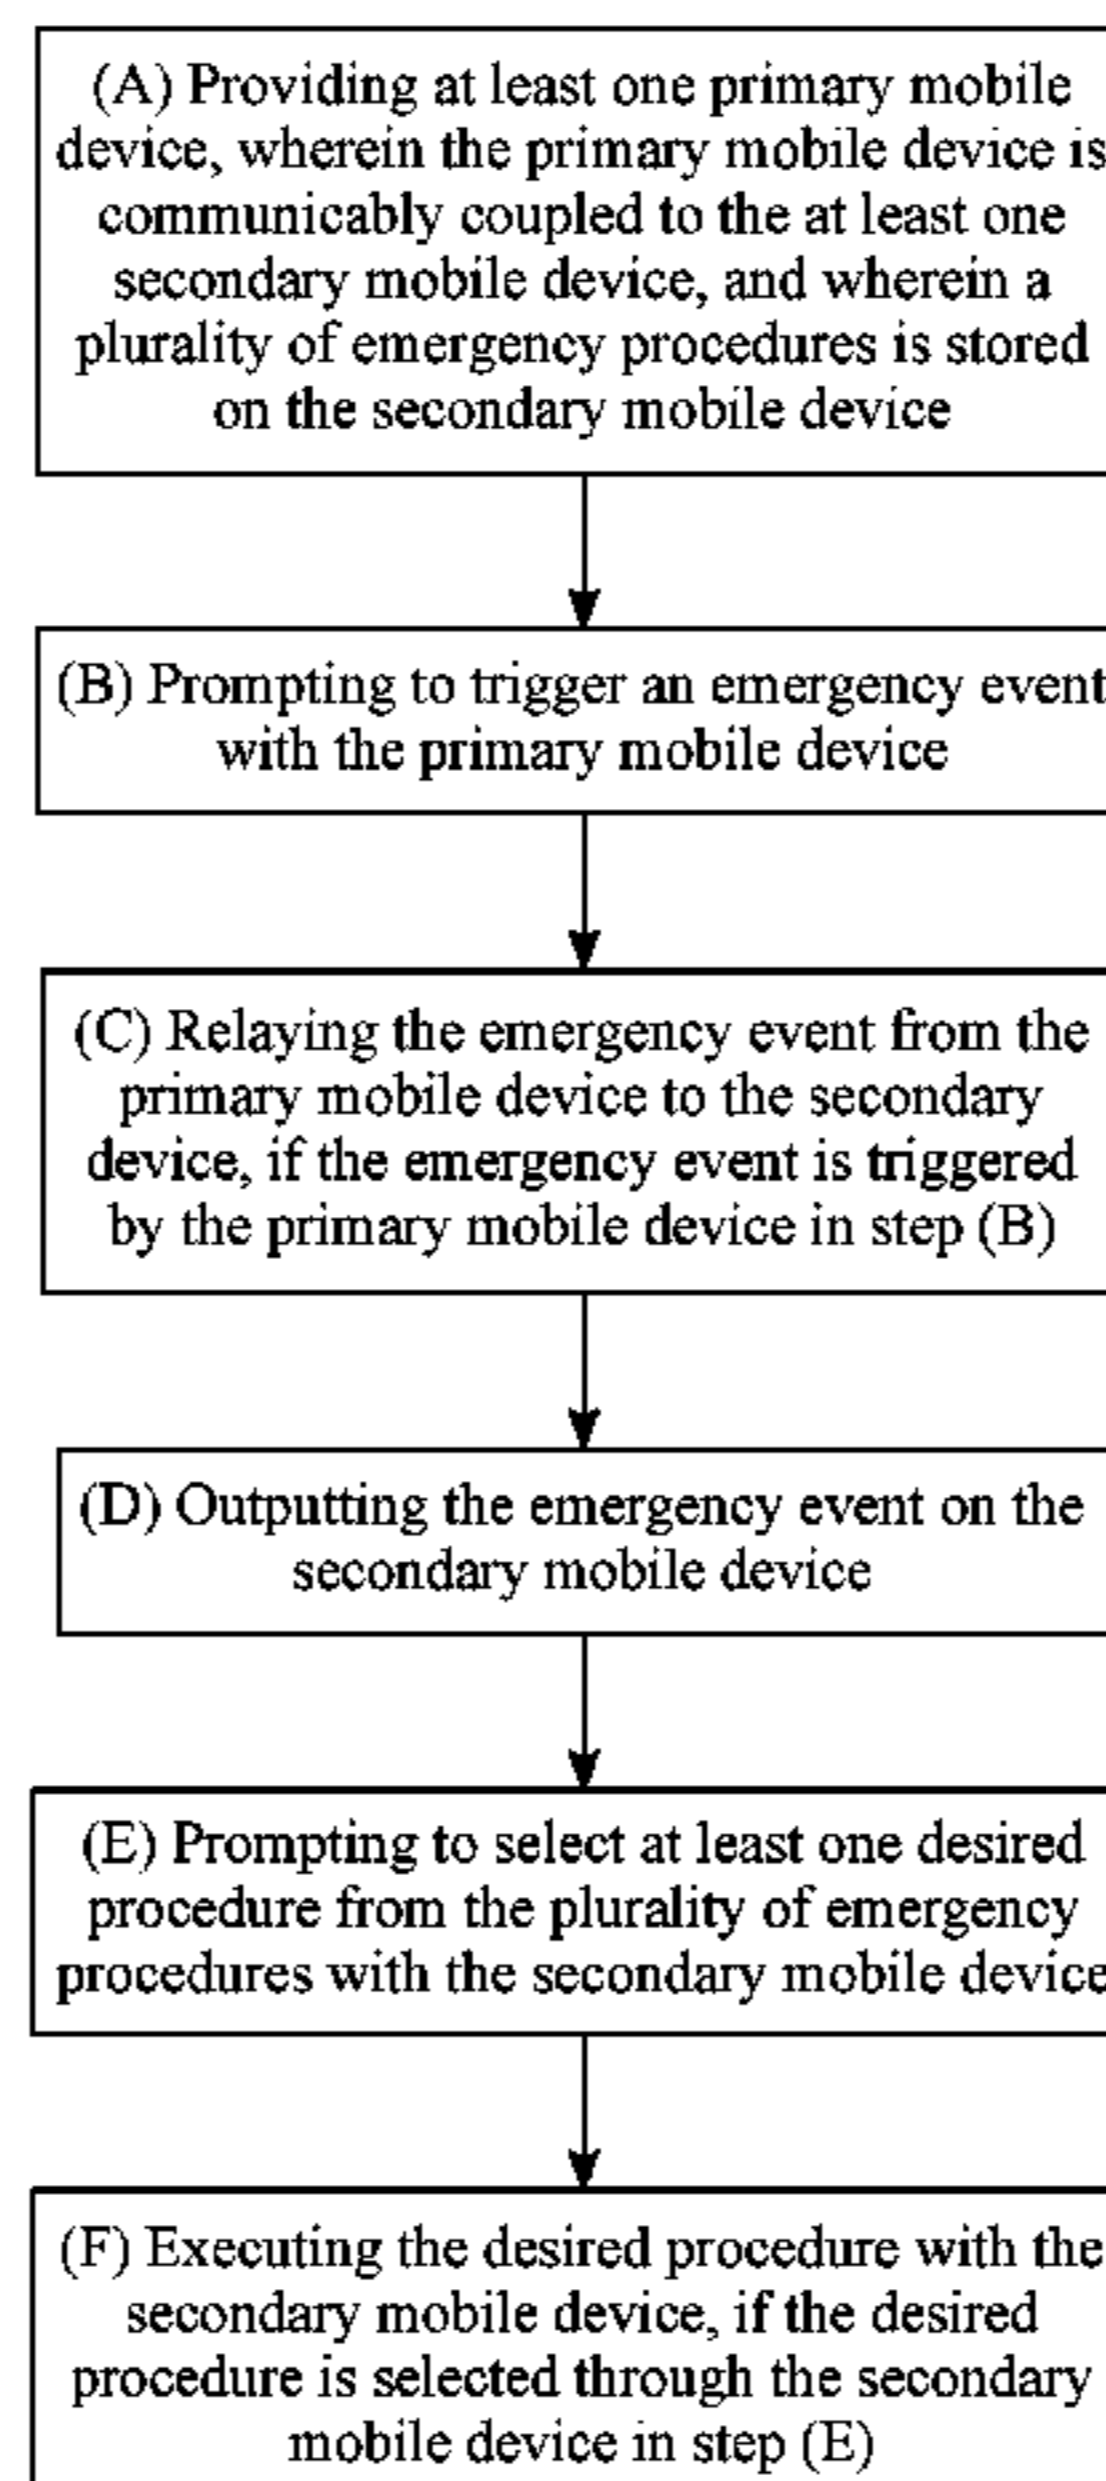 (A) Providing at least one primary mobile
device, wherein the primary mobile device is
communicably coupled to the at least one
secondary mobile device, and wherein a
plurality of emergency procedures is stored
on the secondary mobile device
(B) Prompting to trigger an emergency event
with the primary mobile device
(C) Relaying the emergency event from the
primary mobile device to the secondary
device, if the emergency event is triggered
by the primary mobile device in step (B)
(D) Outputting the emergency event on the
secondary mobile device
(E) Prompting to select at least one desired
procedure from the plurality of emergency
procedures with the secondary mobile device
(F) Executing the desired procedure with the
secondary mobile device, if the desired
procedure is selected through the secondary
mobile device in step (E)